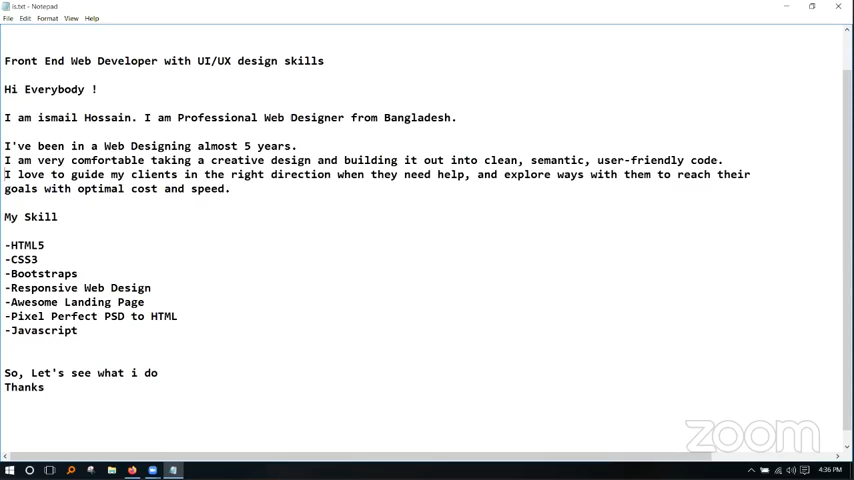 is.txt - Notepad
File Edit Format View Help
Front End Web Developer with UI/UX design skills
Hi Everybody !
I am ismail Hossain. I am Professional Web Designer from Bangladesh.
I've been in a Web Designing almost 5 years.
I am very comfortable taking a creative design and building it out into clean, semantic, user-friendly code.
I love to guide my clients in the right direction when they need help, and explore ways with them to reach their
goals with optimal cost and speed.
My Skill
-HTML5
-CSS3
-Bootstraps
-Responsive Web Design
-Awesome Landing Page
-Pixel Perfect PSD to HTML
-Javascript
So, Let's see what i do
Thanks
zoom
4:36 PM